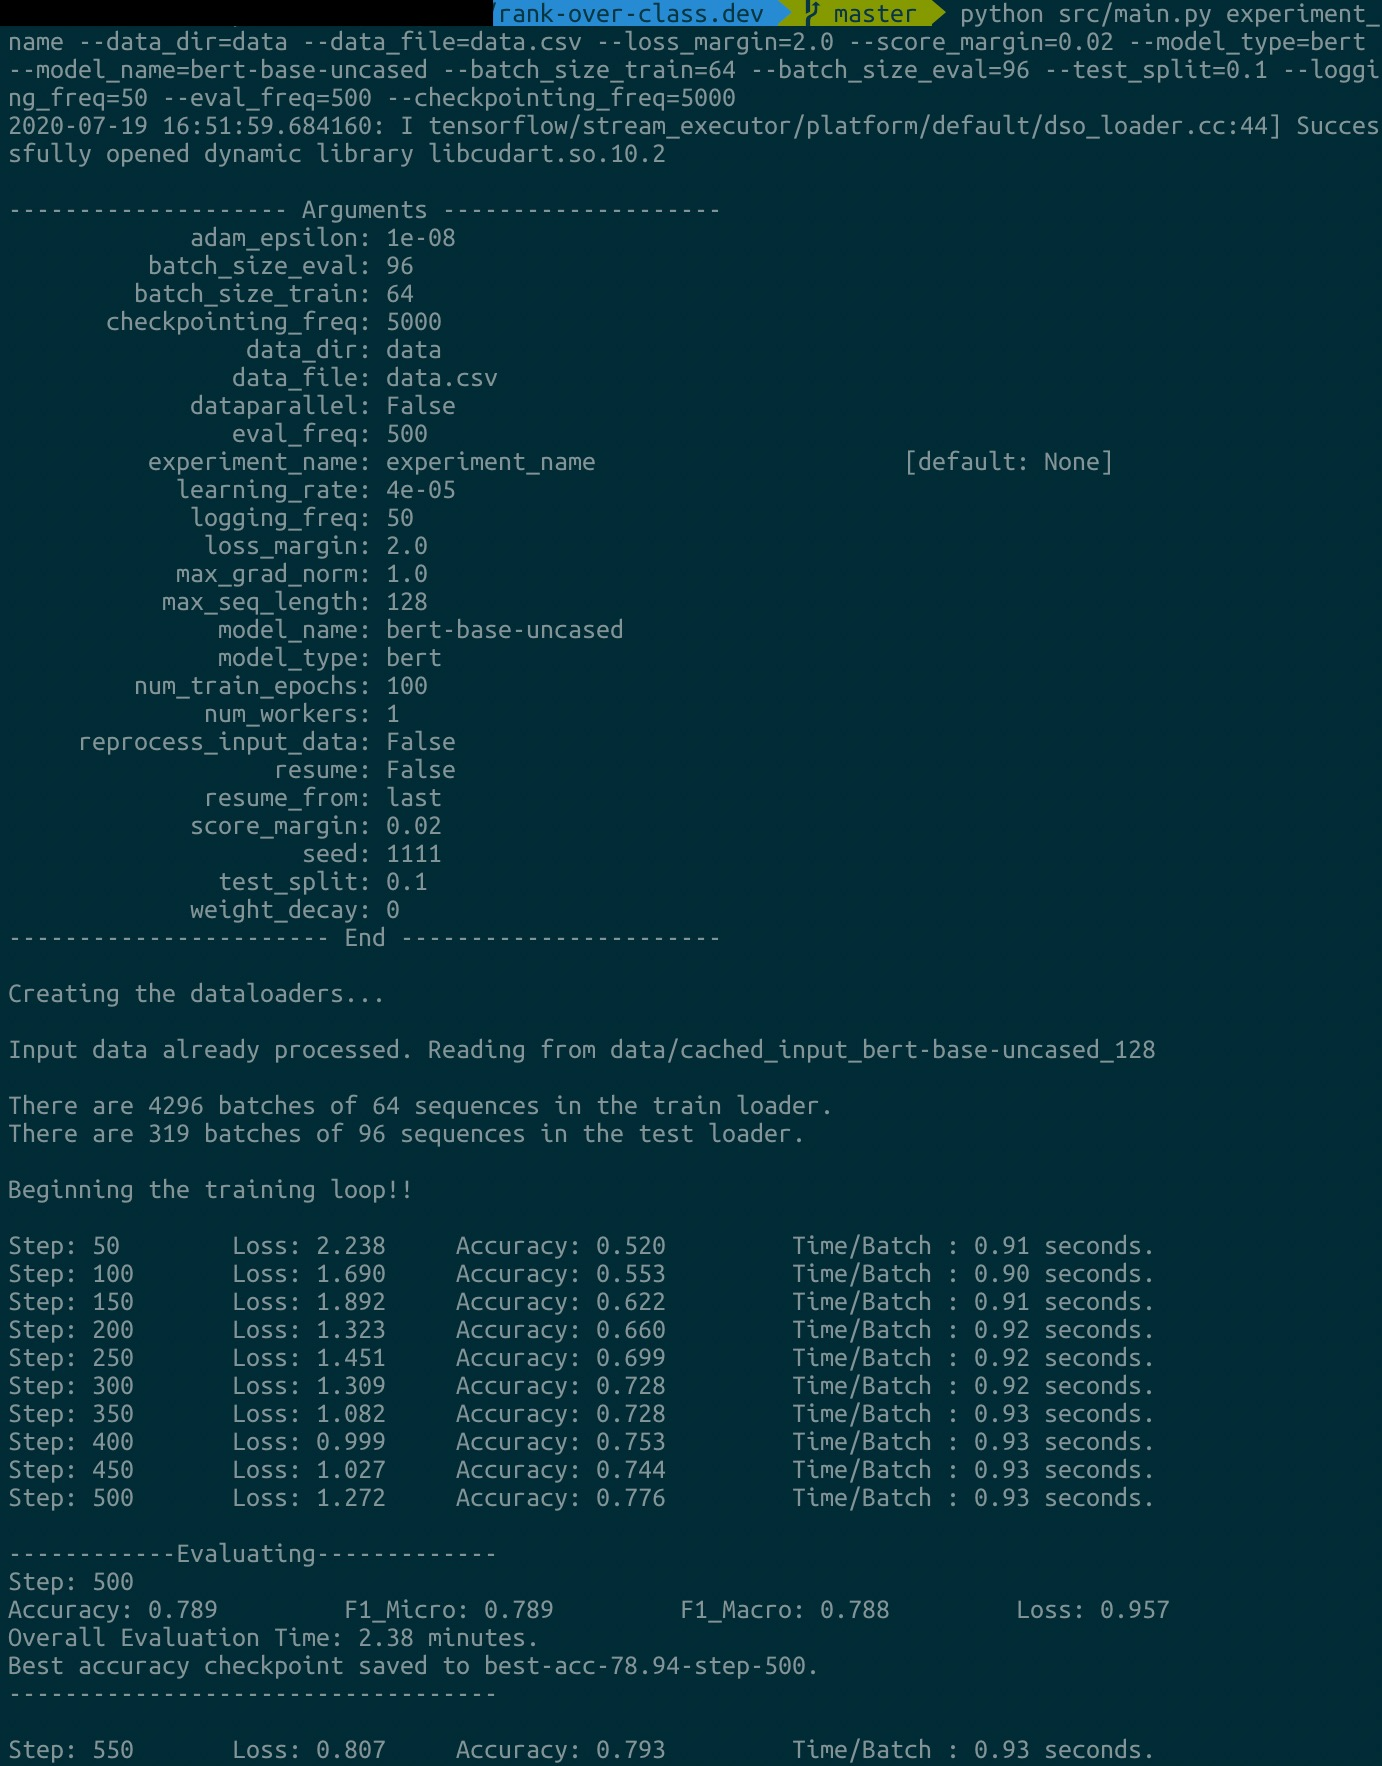 /rank-over-class.dev master python src/main.py experiment_
name --data_dir=data --data_file=data.csv --loss_margin=2.0 --score_margin=0.02 --model_type=bert
--model_name=bert-base-uncased --batch_size_train=64 --batch_size_eval=96 --test_split=0.1 --loggi
ng_freq=50 --eval_freq=500 --checkpointing_freq=5000
2020-07-19 16:51:59.684160: I tensorflow/stream_executor/platform/default/dso_loader.cc:44] Succes
sfully opened dynamic library libcudart.so.10.2
-------------------- Arguments --------------------
adam_epsilon: 1e-08
batch_size_eval: 96
batch_size_train: 64
checkpointing_freq: 5000
data_dir: data
data_file: data.csv
dataparallel: False
eval_freq: 500
experiment_name: experiment_name [default: None]
learning_rate: 4e-05
logging_freq: 50
loss_margin: 2.0
max_grad_norm: 1.0
max_seq_length: 128
model_name: bert-base-uncased
model_type: bert
num_train_epochs: 100
num_workers: 1
reprocess_input_data: False
resume: False
resume_from: last
score_margin: 0.02
seed: 1111
test_split: 0.1
weight_decay: 0
----------------------- End -----------------------
Creating the dataloaders...
Input data already processed. Reading from data/cached_input_bert-base-uncased_128
There are 4296 batches of 64 sequences in the train loader.
There are 319 batches of 96 sequences in the test loader.
Beginning the training loop!!
Step: 50 Loss: 2.238 Accuracy: 0.520 Time/Batch : 0.91 seconds.
Step: 100 Loss: 1.690 Accuracy: 0.553 Time/Batch : 0.90 seconds.
Step: 150 Loss: 1.892 Accuracy: 0.622 Time/Batch : 0.91 seconds.
Step: 200 Loss: 1.323 Accuracy: 0.660 Time/Batch : 0.92 seconds.
Step: 250 Loss: 1.451 Accuracy: 0.699 Time/Batch : 0.92 seconds.
Step: 300 Loss: 1.309 Accuracy: 0.728 Time/Batch : 0.92 seconds.
Step: 350 Loss: 1.082 Accuracy: 0.728 Time/Batch : 0.93 seconds.
Step: 400 Loss: 0.999 Accuracy: 0.753 Time/Batch : 0.93 seconds.
Step: 450 Loss: 1.027 Accuracy: 0.744 Time/Batch : 0.93 seconds.
Step: 500 Loss: 1.272 Accuracy: 0.776 Time/Batch : 0.93 seconds.
------------Evaluating-------------
Step: 500
Accuracy: 0.789 F1_Micro: 0.789 F1_Macro: 0.788 Loss: 0.957
Overall Evaluation Time: 2.38 minutes.
Best accuracy checkpoint saved to best-acc-78.94-step-500.
-----------------------------------
Step: 550 Loss: 0.807 Accuracy: 0.793 Time/Batch : 0.93 seconds.